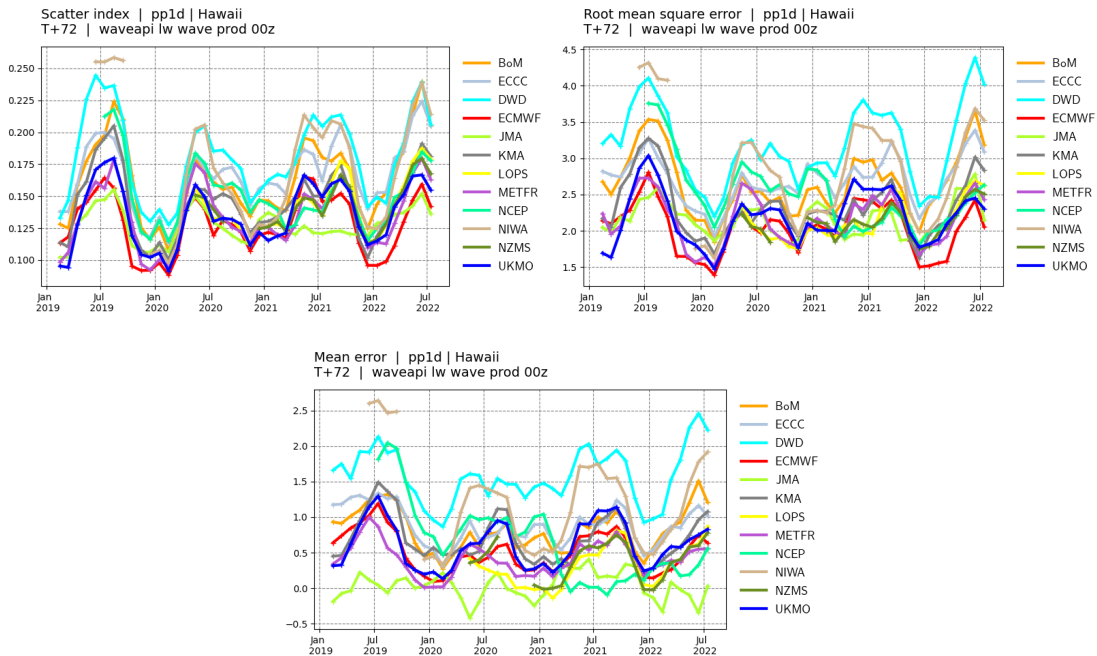 Scatter index | pp1d | Hawaii
T+72 | waveapi lw wave prod 00z
0.250
0.225
0.200
0.175
0.150
0.125
0.100
Jan Jul Jan Jul Jan Jul Jan Jul
2019 2019 2020 2020 2021 2021 2022 2022
BoM
ECCC
DWD
ECMWF
JMA
KMA
LOPS
METFR
NCEP
NIWA
NZMS
UKMO
Root mean square error | pp1d | Hawaii
T+72 | waveapi lw wave prod 00z
4.5
4.0
3.5
3.0
2.5
2.0
1.5
Jan Jul Jan Jul Jan Jul Jan Jul
2019 2019 2020 2020 2021 2021 2022 2022
BoM
ECCC
DWD
ECMWF
JMA
KMA
LOPS
METFR
NCEP
NIWA
NZMS
UKMO
Mean error | pp1d | Hawaii
T+72 | waveapi lw wave prod 00z
2.5
2.0
1.5
1.0
0.5
0.0
−0.5
Jan Jul Jan Jul Jan Jul Jan Jul
2019 2019 2020 2020 2021 2021 2022 2022
BoM
ECCC
DWD
ECMWF
JMA
KMA
LOPS
METFR
NCEP
NIWA
NZMS
UKMO